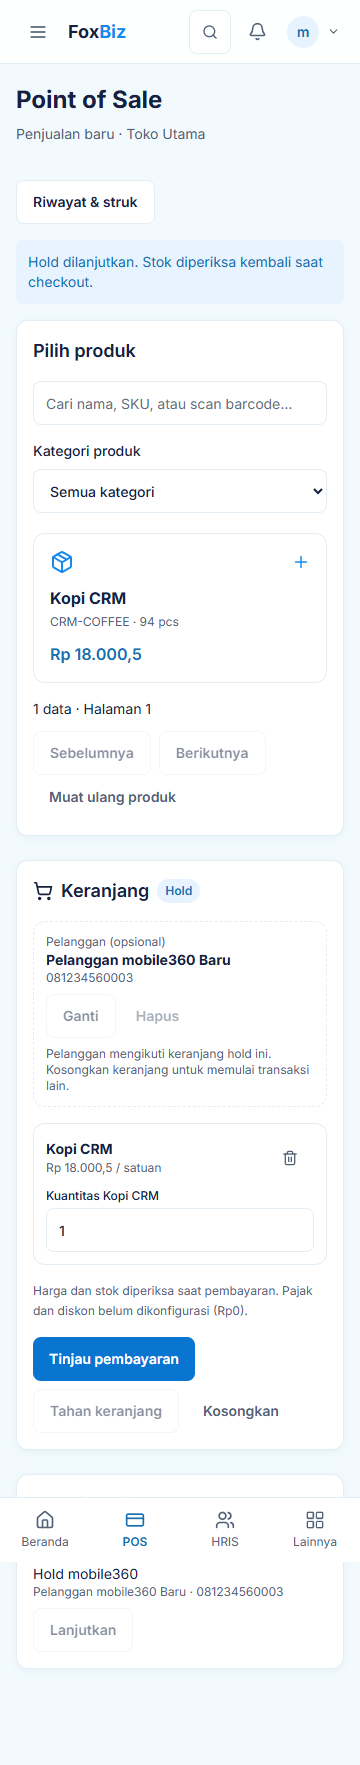 FoxBiz
m
Point of Sale
Penjualan baru · Toko Utama
Riwayat & struk
Hold dilanjutkan. Stok diperiksa kembali saat
checkout.
Pilih produk
Cari nama, SKU, atau scan barcode...
Kategori produk
Semua kategori
Kopi CRM
CRM-COFFEE · 94 pcs
Rp 18.000,5
1 data · Halaman 1
Sebelumnya
Berikutnya
Muat ulang produk
Keranjang
Hold
Pelanggan (opsional)
Pelanggan mobile360 Baru
081234560003
Ganti
Hapus
Pelanggan mengikuti keranjang hold ini.
Kosongkan keranjang untuk memulai transaksi
lain.
Kopi CRM
Rp 18.000,5 / satuan
Kuantitas Kopi CRM
1
Harga dan stok diperiksa saat pembayaran. Pajak
dan diskon belum dikonfigurasi (Rp0).
Tinjau pembayaran
Tahan keranjang
Kosongkan
Beranda
POS
HRIS
Lainnya
Hold mobile360
Pelanggan mobile360 Baru · 081234560003
Lanjutkan